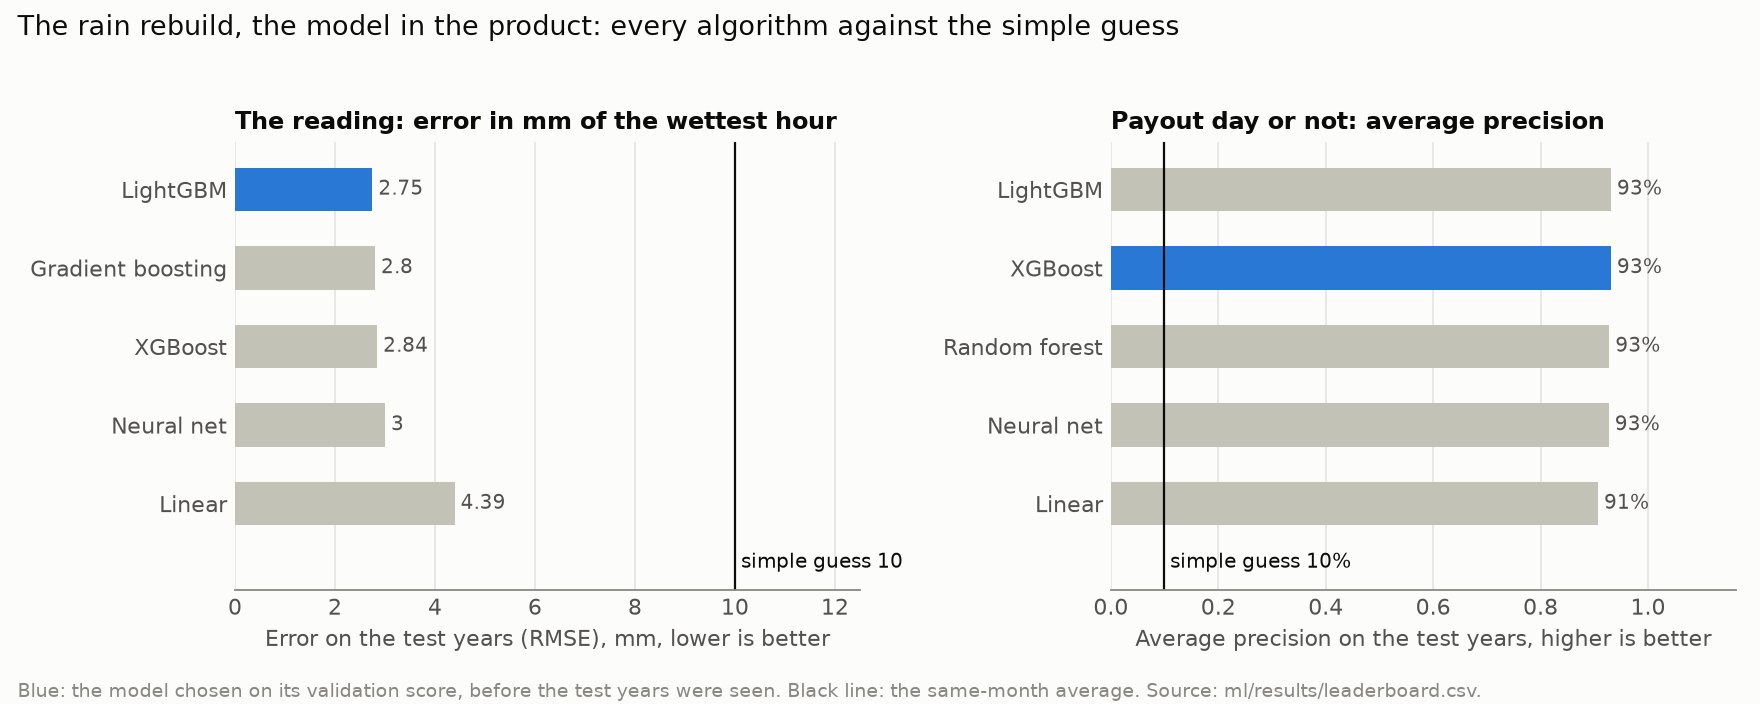 The rain rebuild, the model in the product: every algorithm against the simple guess
The reading: error in mm of the wettest hour
LightGBM
2.75
Gradient boosting
2.8
XGBoost
2.84
Neural net
3
Linear
4.39
simple guess 10
0 2 4 6 8 10 12
Error on the test years (RMSE), mm, lower is better
Payout day or not: average precision
LightGBM
93%
XGBoost
93%
Random forest
93%
Neural net
93%
Linear
91%
simple guess 10%
0.0 0.2 0.4 0.6 0.8 1.0
Average precision on the test years, higher is better
Blue: the model chosen on its validation score, before the test years were seen. Black line: the same-month average. Source: ml/results/leaderboard.csv.